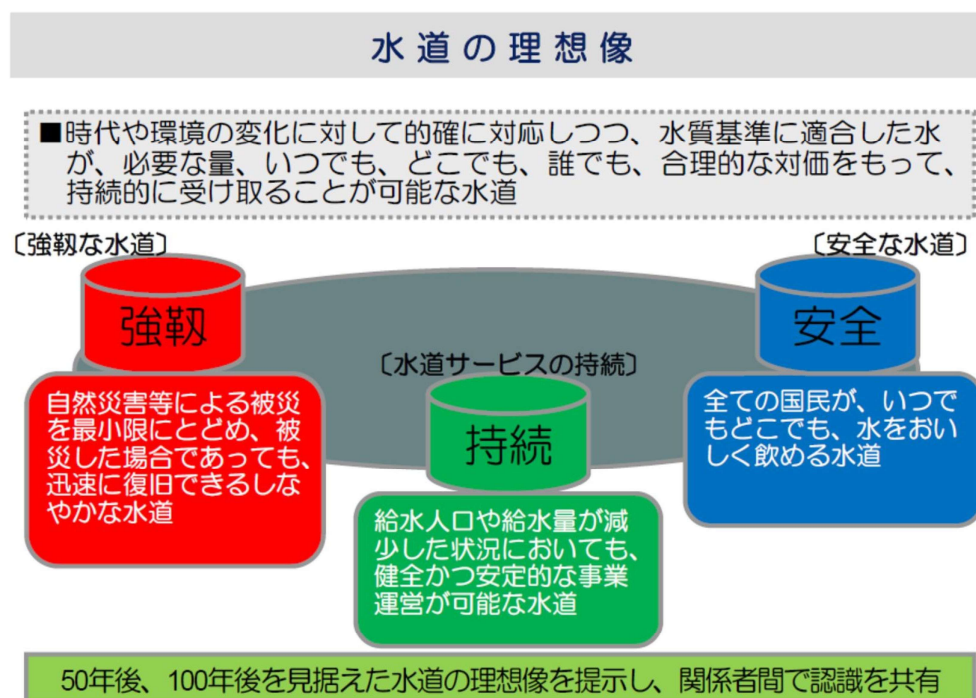 水道の理想像
■時代や環境の変化に対して的確に対応しつつ、水質基準に適合した水
が、必要な量、いつでも、どこでも、誰でも、合理的な対価をもって、
持続的に受け取ることが可能な水道
〔強靱な水道〕
〔安全な水道〕
強靱
安全
〔水道サービスの持続〕
持続
自然災害等による被災
を最小限にとどめ、被
災した場合であっても、
迅速に復旧できるしな
やかな水道
全ての国民が、いつで
もどこでも、水をおい
しく飲める水道
給水人口や給水量が減
少した状況においても、
健全かつ安定的な事業
運営が可能な水道
50年後、100年後を見据えた水道の理想像を提示し、関係者間で認識を共有